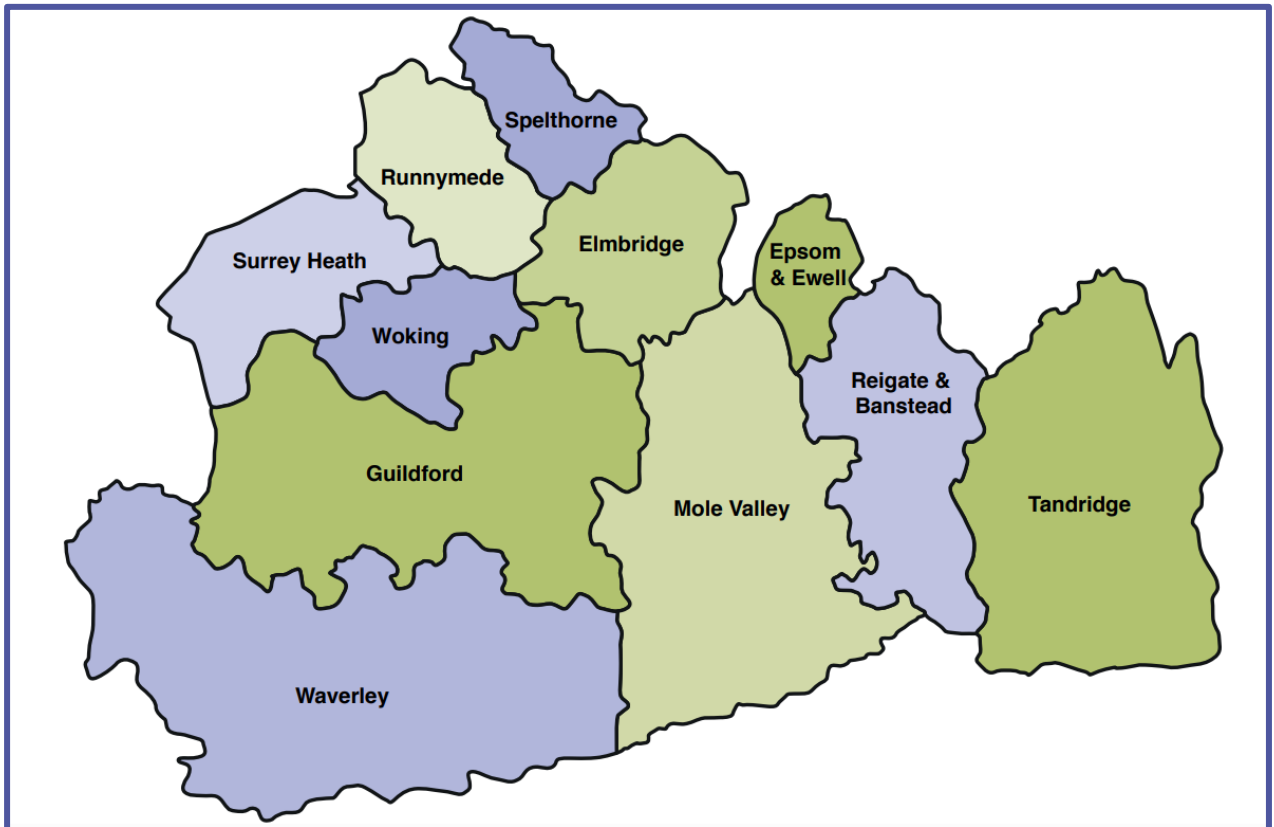 Spelthorne
Runnymede
Elmbridge
Epsom
& Ewell
Surrey Heath
Woking
Reigate &
Banstead
Guildford
Mole Valley
Tandridge
Waverley